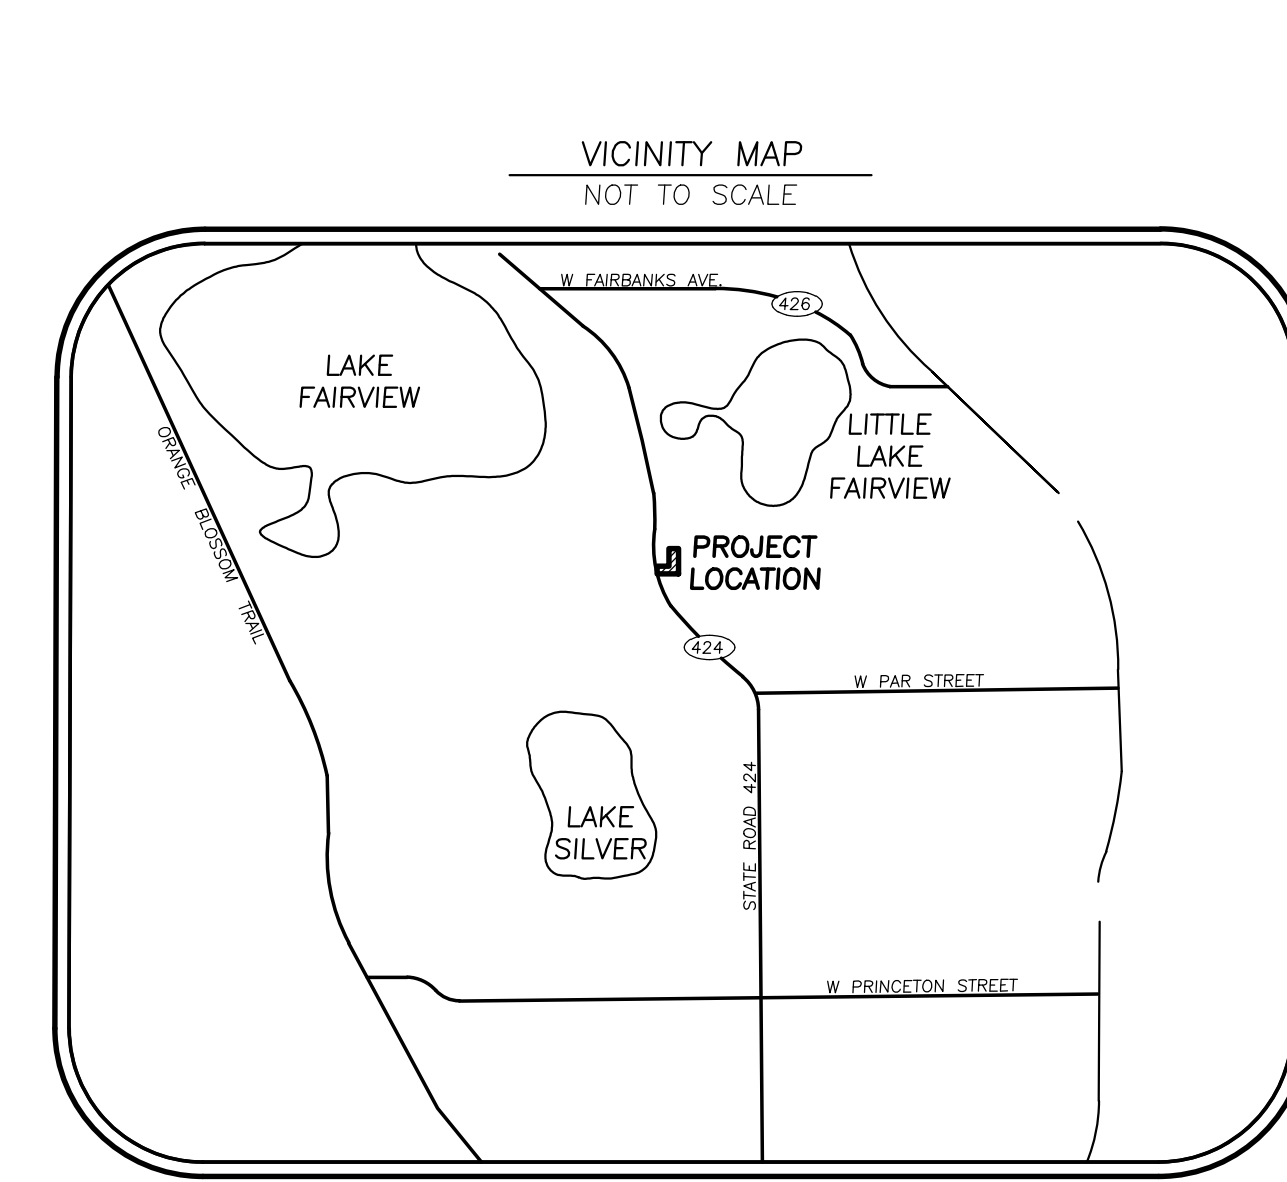 VICINITY MAP
NOT TO SCALE
W FAIRBANKS AVE.
426
LAKE
FAIRVIEW
LITTLE
LAKE
FAIRVIEW
ORANGE BLOSSOM TRAIL
PROJECT
LOCATION
424
W PAR STREET
STATE ROAD 424
LAKE
SILVER
W PRINCETON STREET